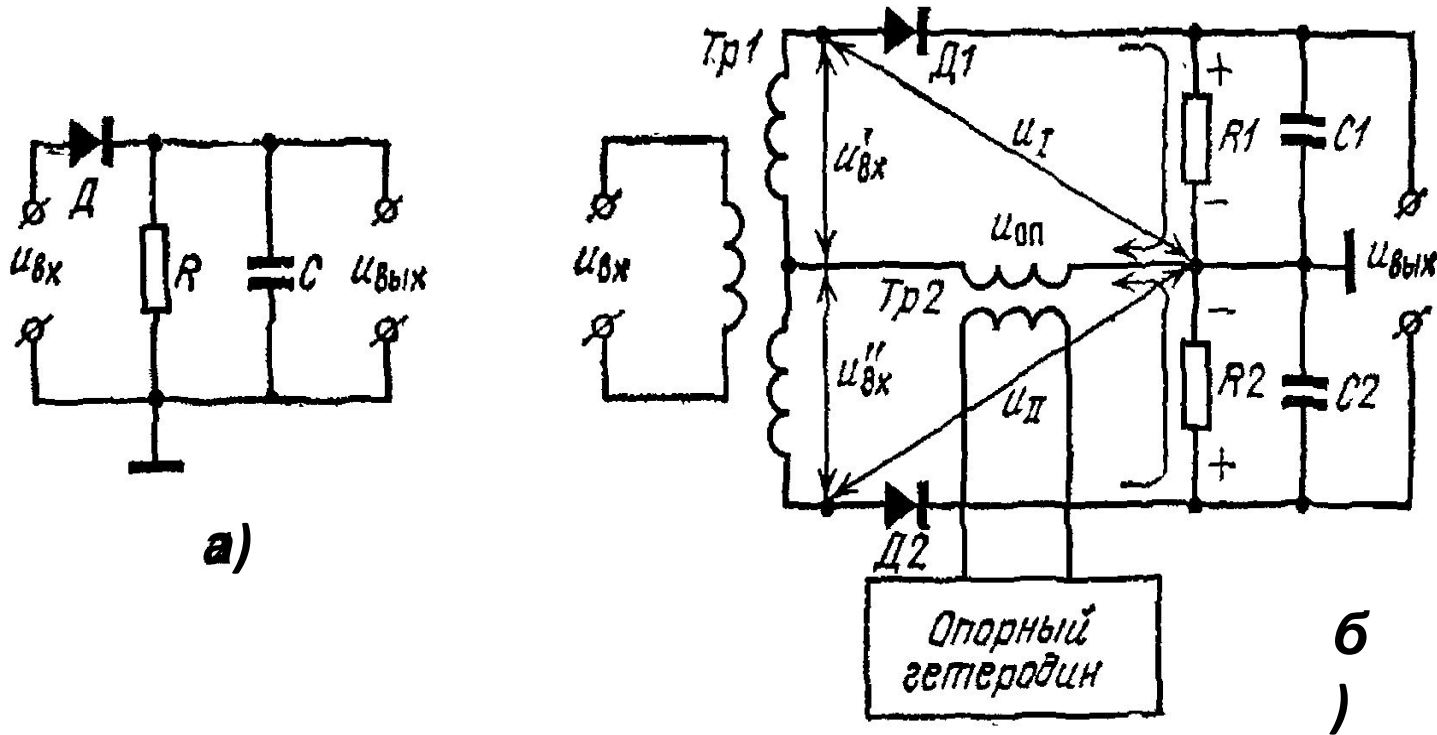 Д
uвх
R
C
uвых
а)
Тр1
Д1
uвх
u'вх
uI
uоп
Тр2
u''вх
uII
Д2
+
R1
−
C1
uвых
−
R2
+
C2
Опорный
гетеродин
б
)